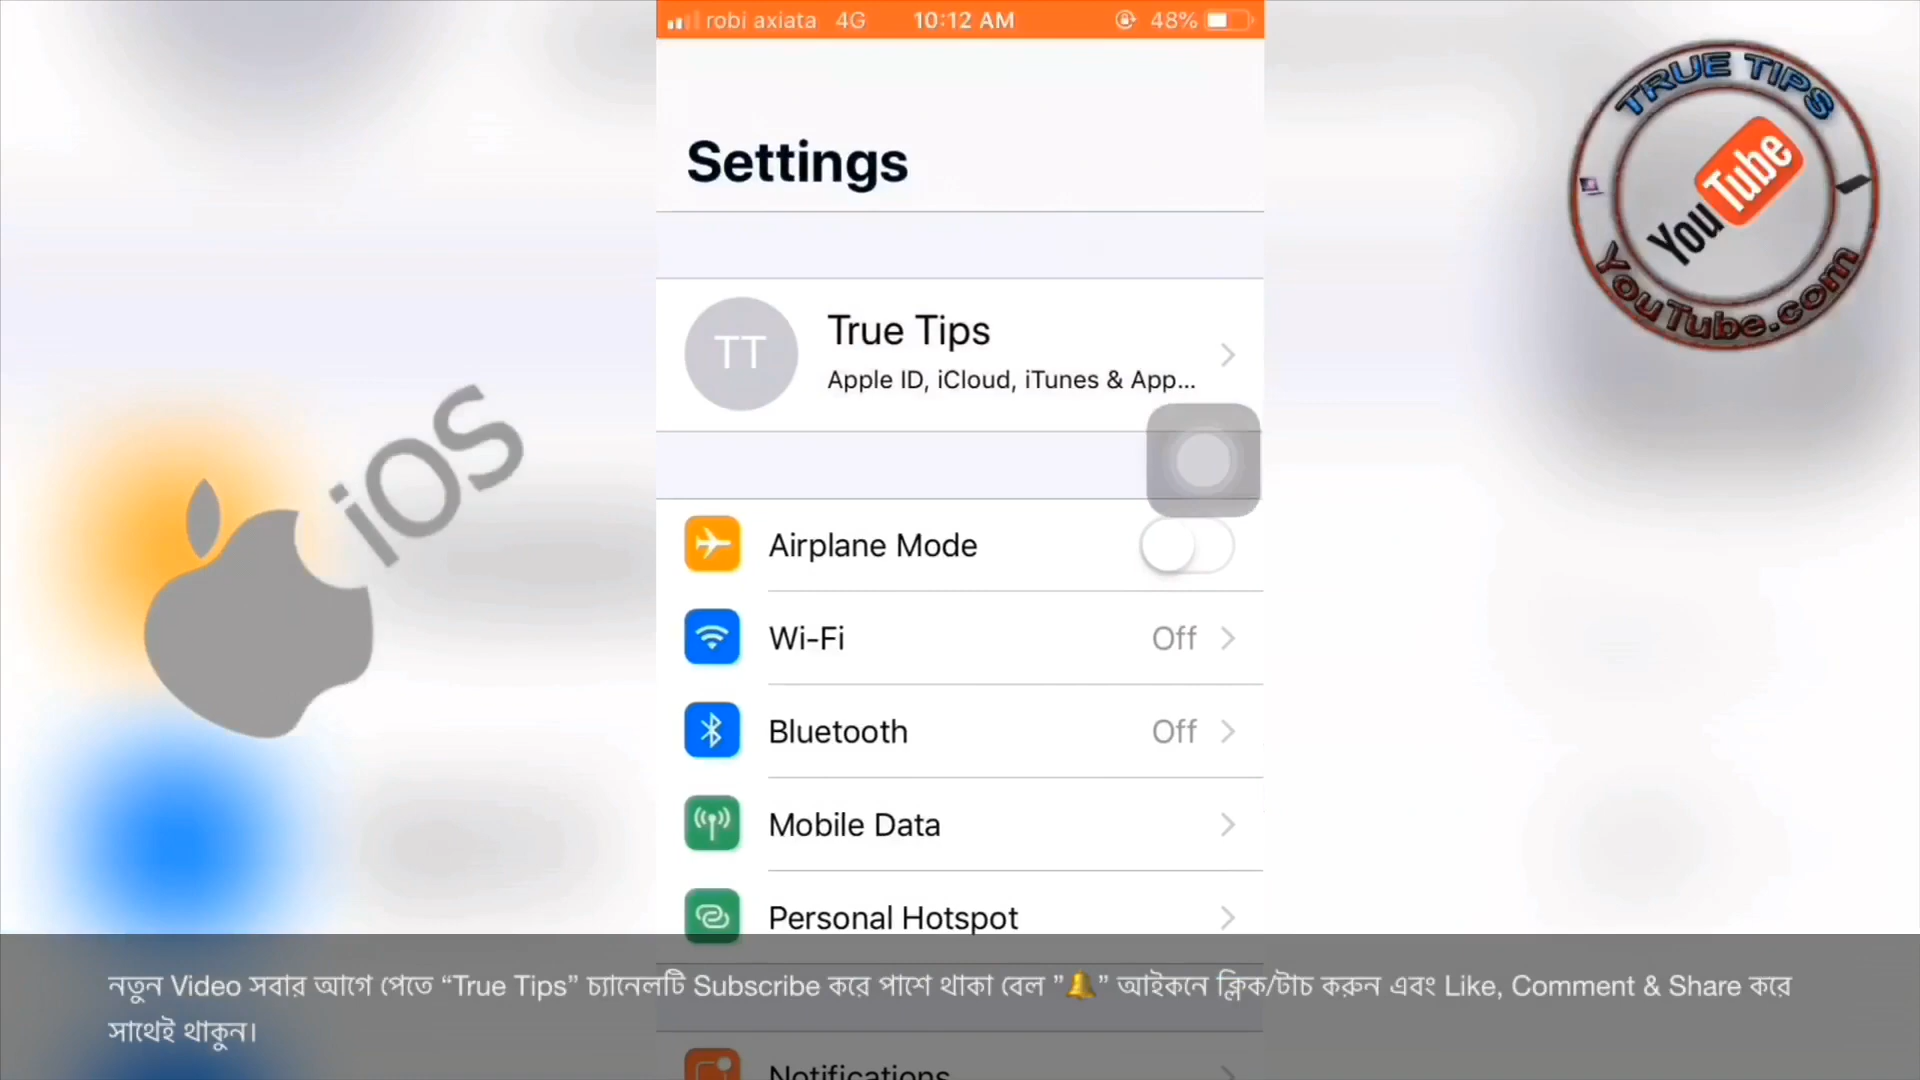 robi axiata 4G 10:12 AM 48%
TRUE TIPS
YouTube
YouTube.com
Settings
TT
True Tips
Apple ID, iCloud, iTunes & App...
iOS
Airplane Mode
Wi-Fi Off
Bluetooth Off
Mobile Data
Personal Hotspot
নতুন Video সবার আগে পেতে “True Tips” চ্যানেলটি Subscribe করে পাশে থাকা বেল ”🔔” আইকনে ক্লিক/টাচ করুন এবং Like, Comment & Share করে
সাথেই থাকুন।
Notifications